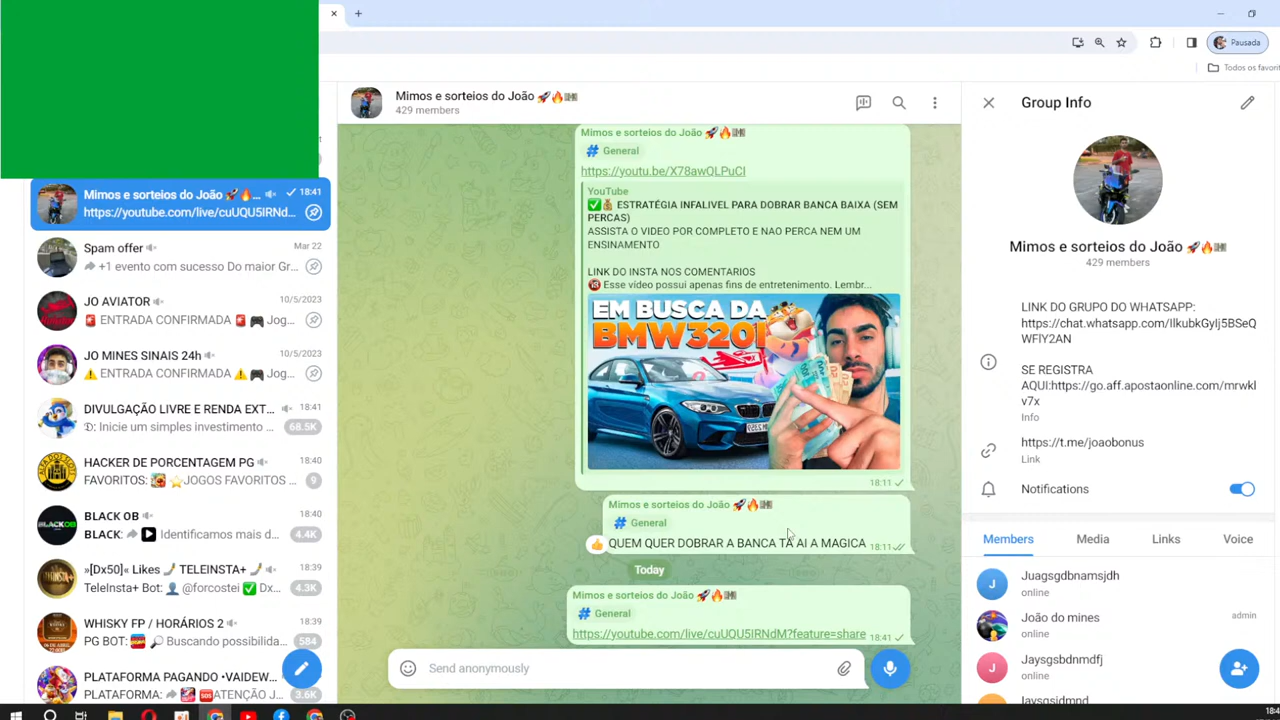 Pausada
Todos os favorit
Mimos e sorteios do João 🚀🔥
✓ 18:41
https://youtube.com/live/cuUQU5IRNd...
Spam offer
Mar 22
+1 evento com sucesso Do maior Gr...
JO AVIATOR
10/5/2023
🚨 ENTRADA CONFIRMADA 🚨 🎮 Jog...
JO MINES SINAIS 24h
10/5/2023
⚠️ ENTRADA CONFIRMADA ⚠️ 🎮 Jog...
DIVULGAÇÃO LIVRE E RENDA EXT...
18:41
Đ: Inicie um simples investimento ...
68.5K
HACKER DE PORCENTAGEM PG
18:40
FAVORITOS: ⭐JOGOS FAVORITOS ...
9
BLACK OB
18:40
BLACK: Identificamos mais d...
4.4K
»[Dx50]« Likes TELEINSTA+
18:39
TeleInsta+ Bot: 👤 @forcostei ✅ Dx...
4.3K
WHISKY FP / HORÁRIOS 2
18:39
PG BOT: 🔎 Buscando possibilida...
584
PLATAFORMA PAGANDO •VAIDEW...
PLATAFORMA: 🆘ATENÇÃO J...
3.6K
Mimos e sorteios do João 🚀🔥
429 members
Mimos e sorteios do João 🚀🔥
# General
https://youtu.be/X78awQLPuCI
YouTube
✅💰 ESTRATÉGIA INFALIVEL PARA DOBRAR BANCA BAIXA (SEM
PERCAS)
ASSISTA O VIDEO POR COMPLETO E NAO PERCA NEM UM
ENSINAMENTO
LINK DO INSTA NOS COMENTARIOS
🔞 Esse vídeo possui apenas fins de entretenimento. Lembr...
EM BUSCA DA
BMW320I
18:11
Mimos e sorteios do João 🚀🔥
# General
QUEM QUER DOBRAR A BANCA TA AI A MAGICA
18:11
Today
Mimos e sorteios do João 🚀🔥
# General
https://youtube.com/live/cuUQU5IRNdM?feature=share
18:41
Send anonymously
Group Info
Mimos e sorteios do João 🚀🔥
429 members
LINK DO GRUPO DO WHATSAPP:
https://chat.whatsapp.com/IlkubkGyIj5BSeQ
WFlY2AN
SE REGISTRA
AQUI:https://go.aff.apostaonline.com/mrwkl
v7x
Info
https://t.me/joaobonus
Link
Notifications
Members
Media
Links
Voice
J
Juagsgdbnamsjdh
online
João do mines
admin
online
J
Jaysgsbdnmdfj
online
Jaysgsidmnd